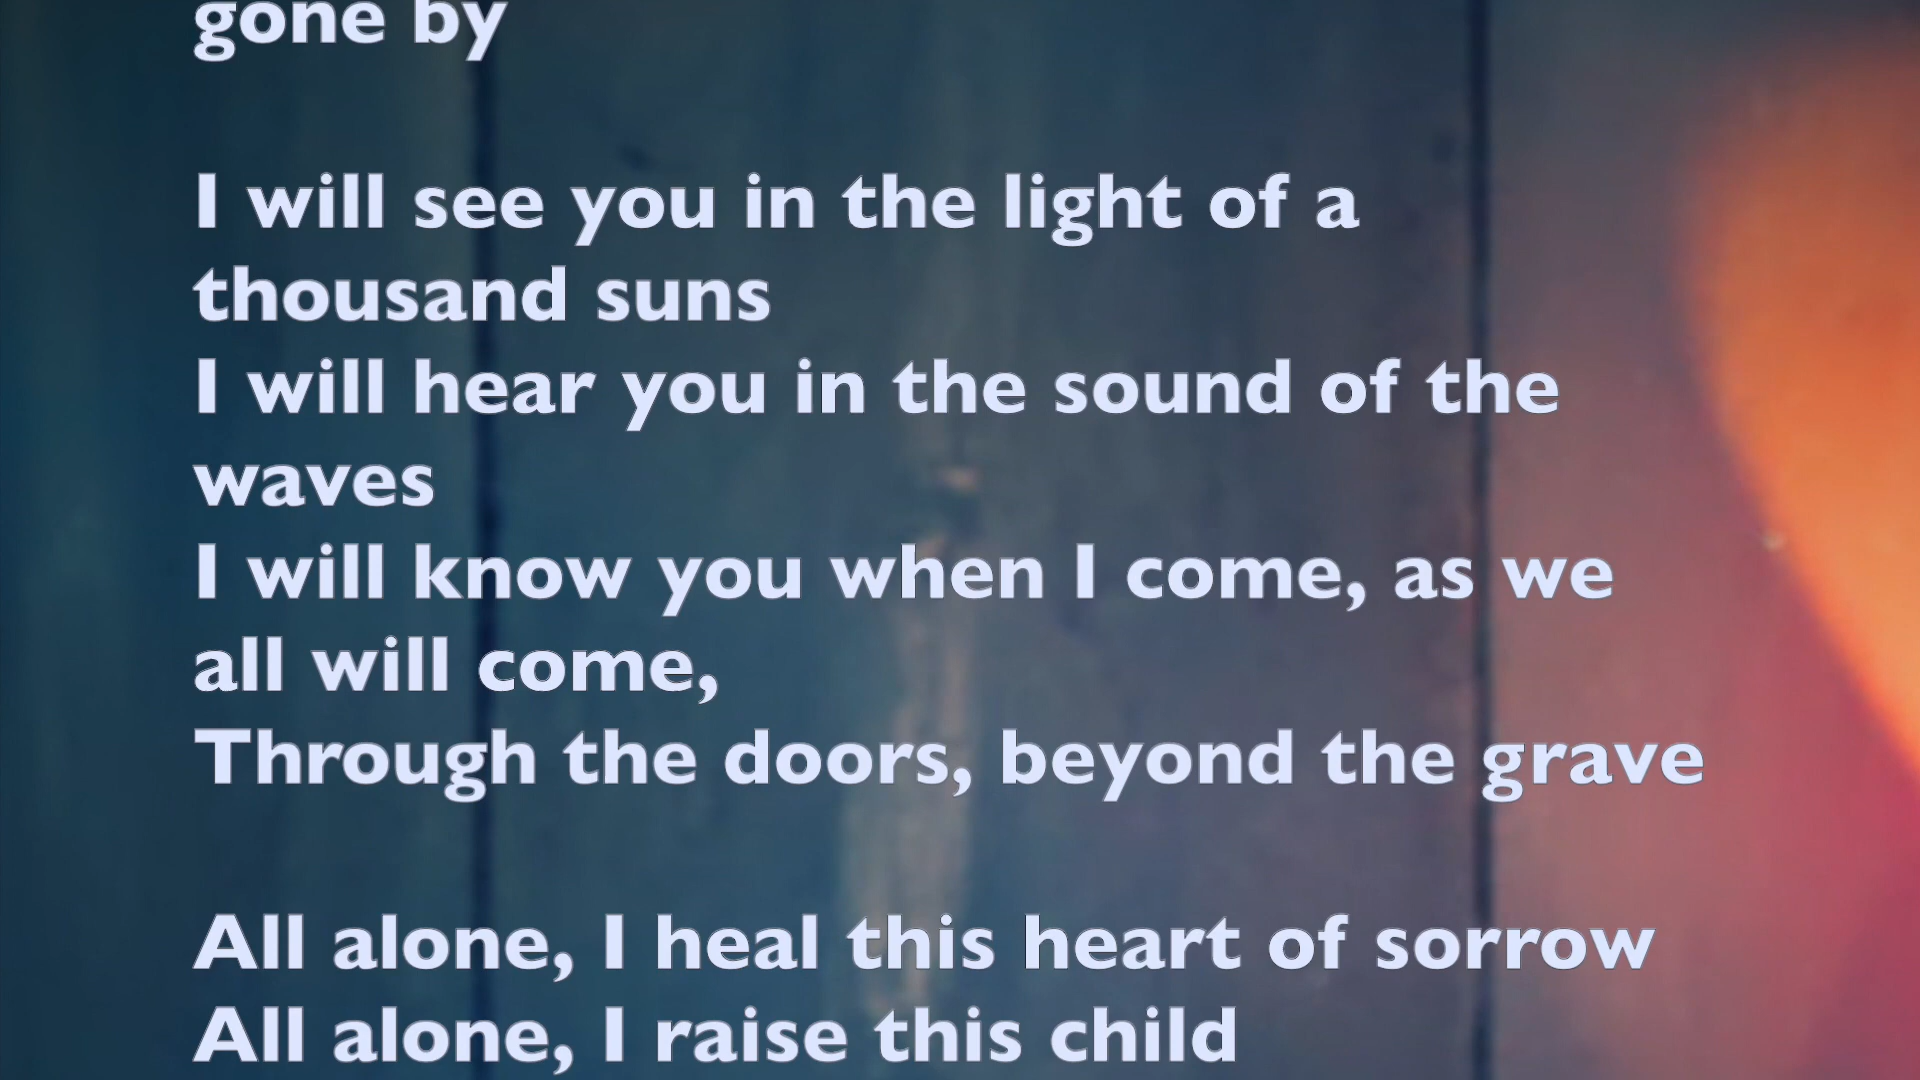 gone by
I will see you in the light of a
thousand suns
I will hear you in the sound of the
waves
I will know you when I come, as we
all will come,
Through the doors, beyond the grave
All alone, I heal this heart of sorrow
All alone, I raise this child